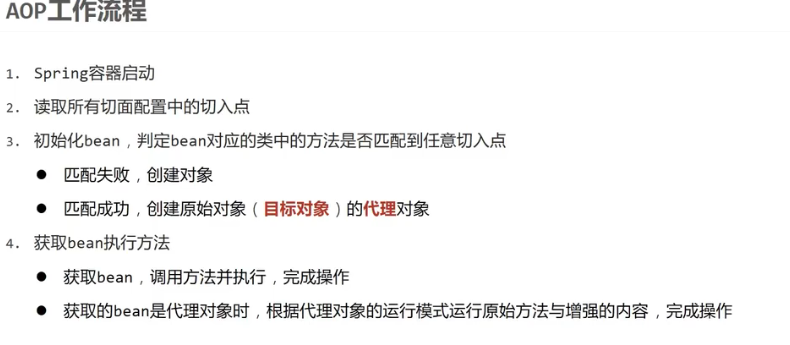 AOP工作流程
1. Spring容器启动
2. 读取所有切面配置中的切入点
3. 初始化bean，判定bean对应的类中的方法是否匹配到任意切入点
● 匹配失败，创建对象
● 匹配成功，创建原始对象（目标对象）的代理对象
4. 获取bean执行方法
● 获取bean，调用方法并执行，完成操作
● 获取的bean是代理对象时，根据代理对象的运行模式运行原始方法与增强的内容，完成操作